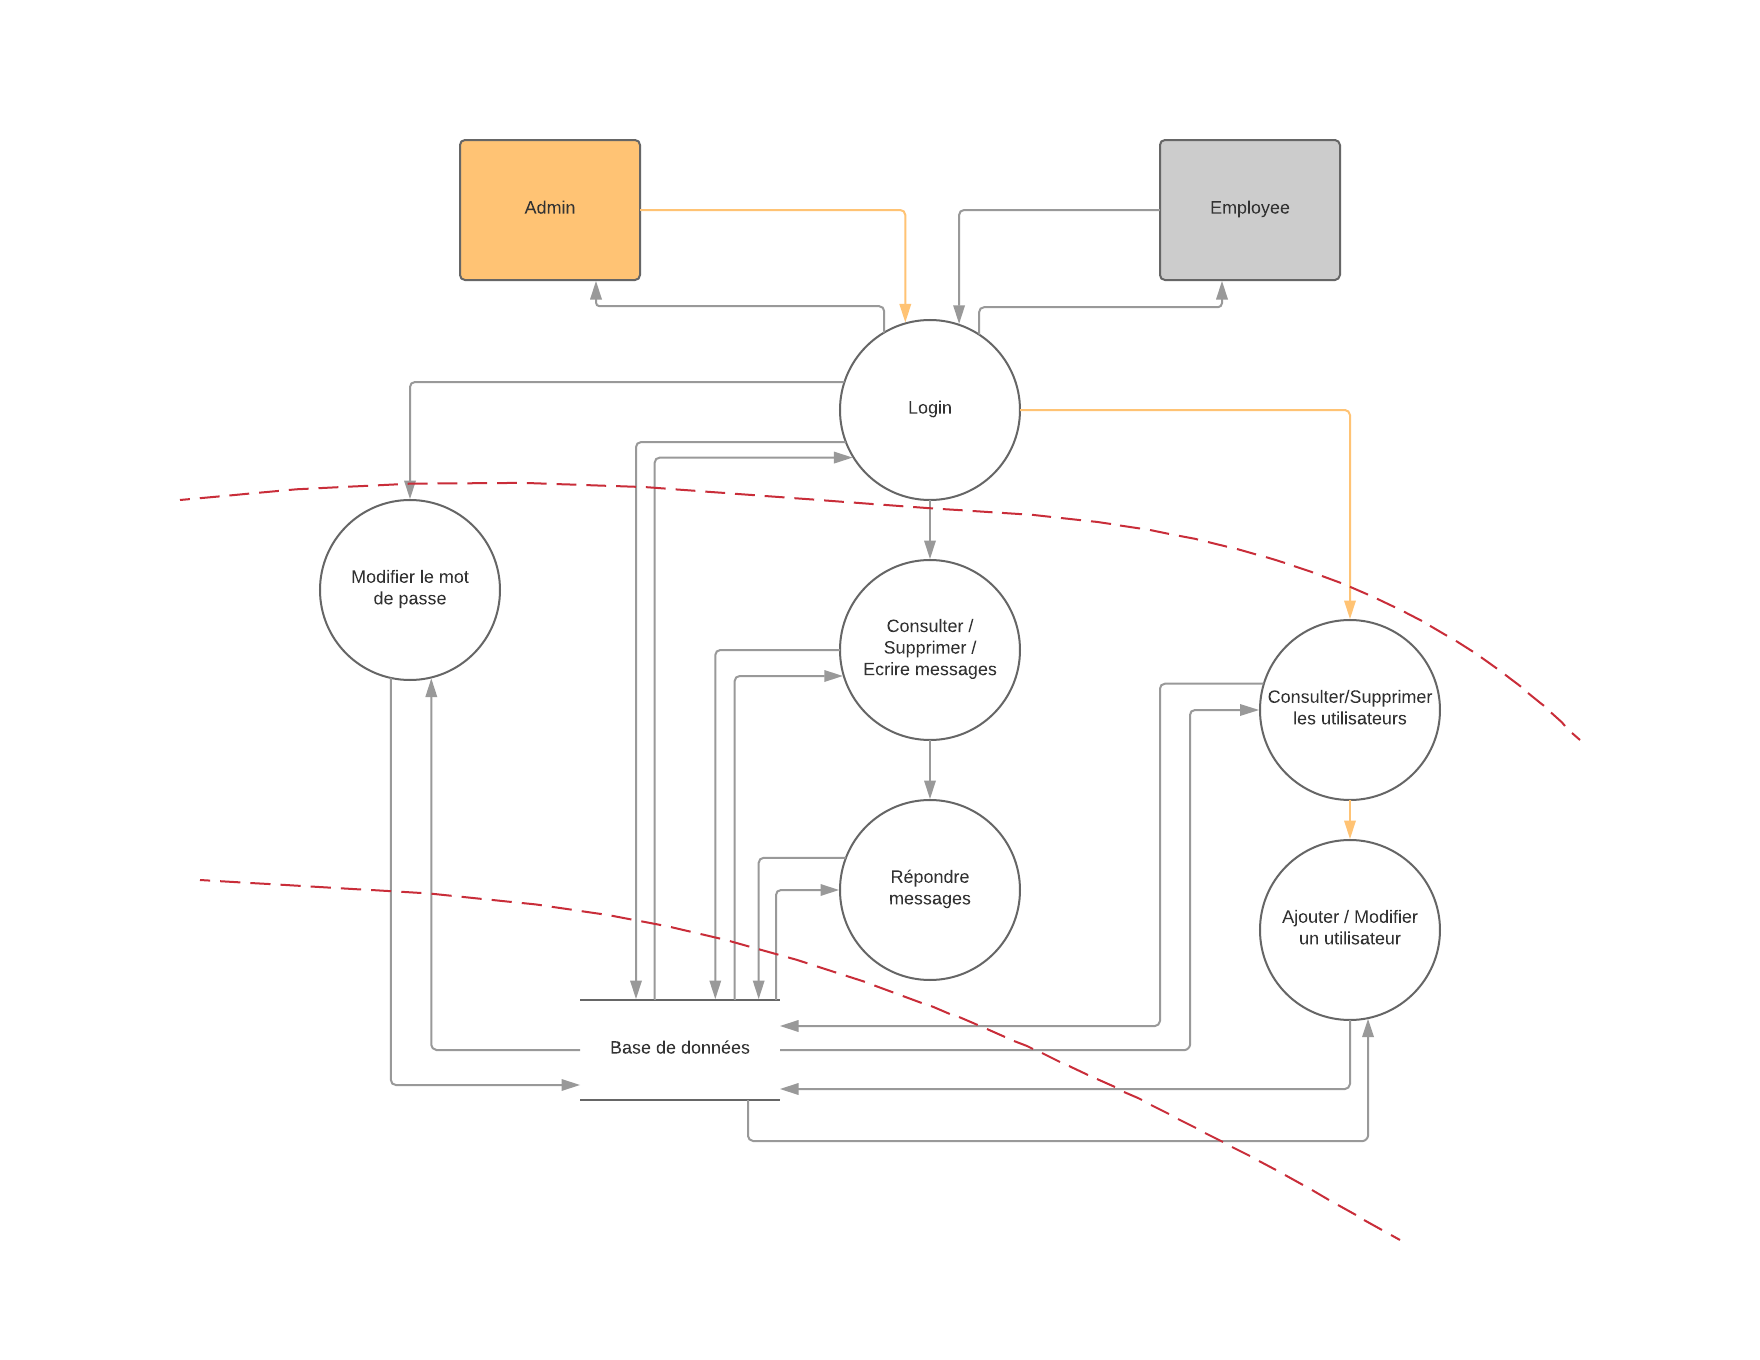 Admin
Employee
Login
Modifier le mot
de passe
Consulter /
Supprimer /
Ecrire messages
Consulter/Supprimer
les utilisateurs
Répondre
messages
Ajouter / Modifier
un utilisateur
Base de données